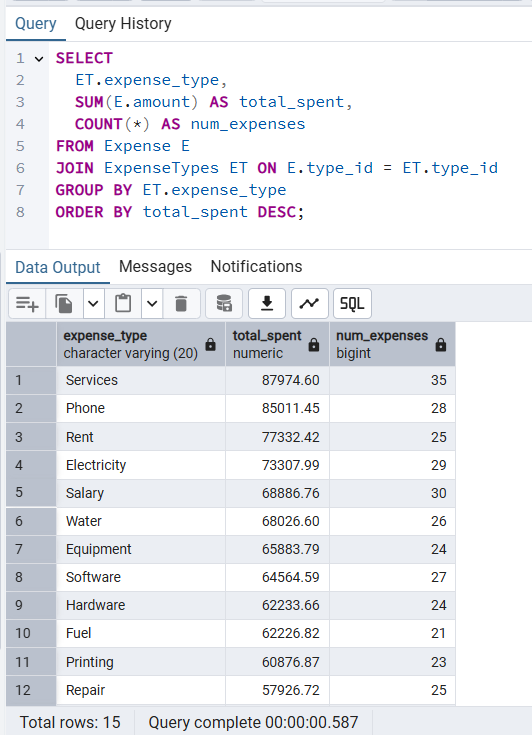 Query Query History
1 SELECT
2 ET.expense_type,
3 SUM(E.amount) AS total_spent,
4 COUNT(*) AS num_expenses
5 FROM Expense E
6 JOIN ExpenseTypes ET ON E.type_id = ET.type_id
7 GROUP BY ET.expense_type
8 ORDER BY total_spent DESC;
Data Output Messages Notifications
SQL
expense_type total_spent num_expenses
character varying (20) numeric bigint
1 Services 87974.60 35
2 Phone 85011.45 28
3 Rent 77332.42 25
4 Electricity 73307.99 29
5 Salary 68886.76 30
6 Water 68026.60 26
7 Equipment 65883.79 24
8 Software 64564.59 27
9 Hardware 62233.66 24
10 Fuel 62226.82 21
11 Printing 60876.87 23
12 Repair 57926.72 25
Total rows: 15 Query complete 00:00:00.587